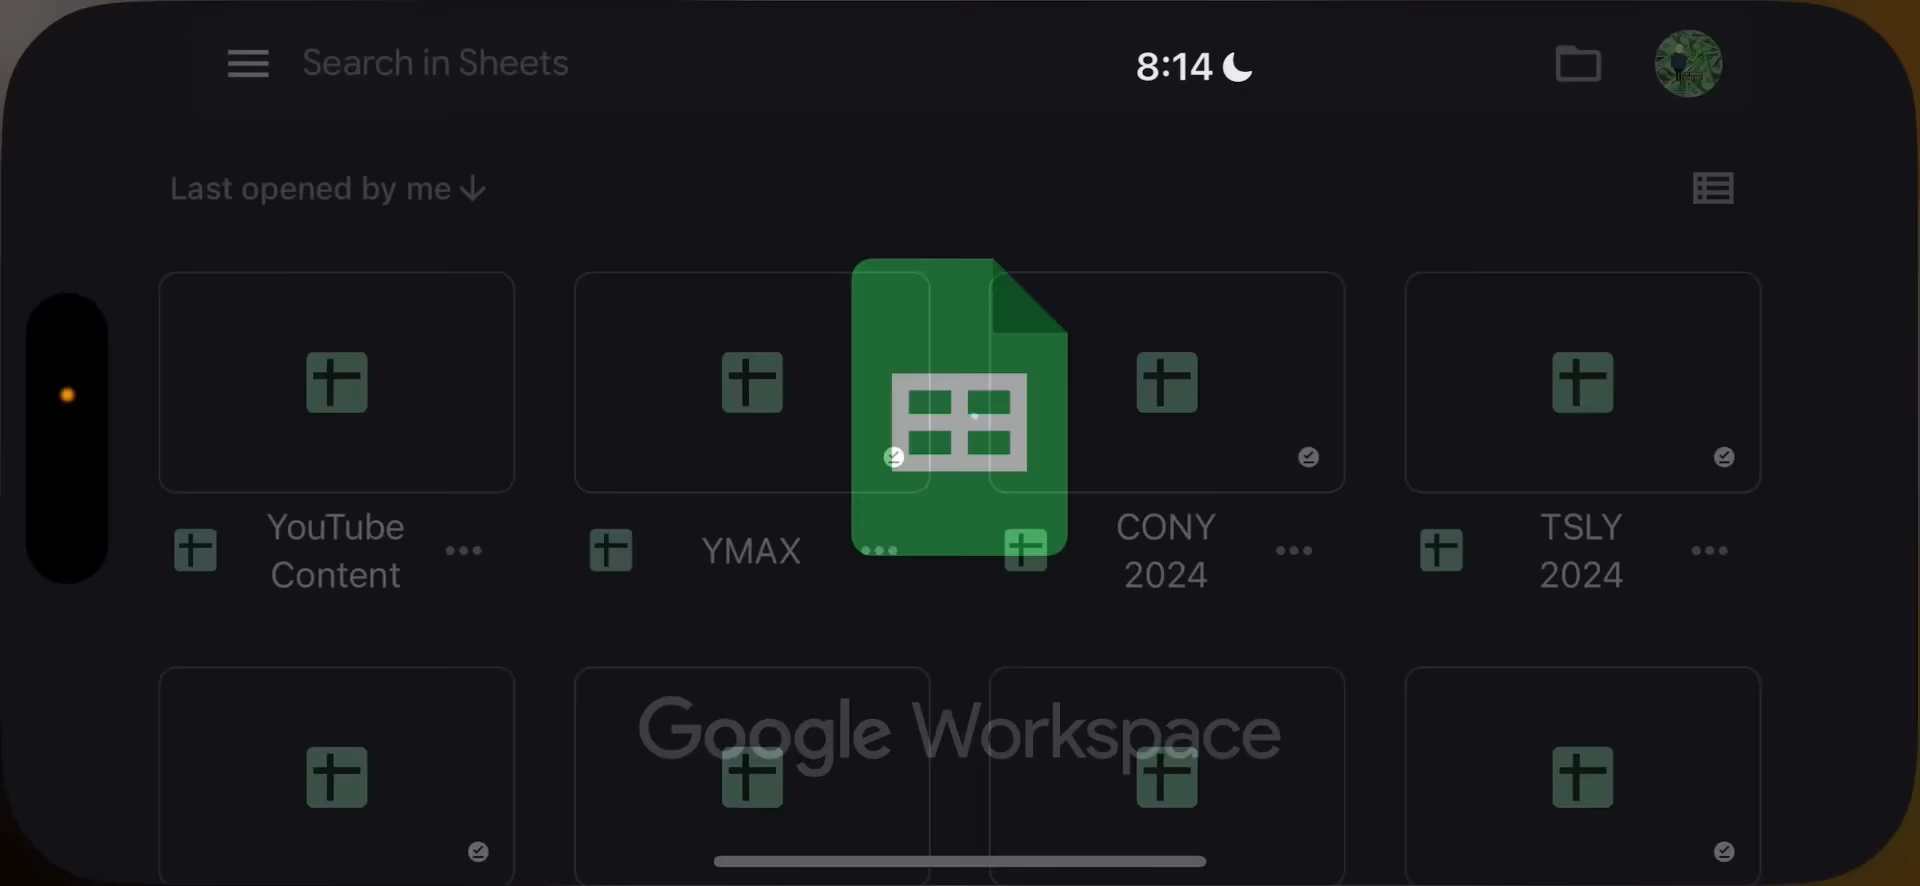 Search in Sheets
8:14
Last opened by me
YouTube
Content
YMAX
CONY
2024
TSLY
2024
Google Workspace